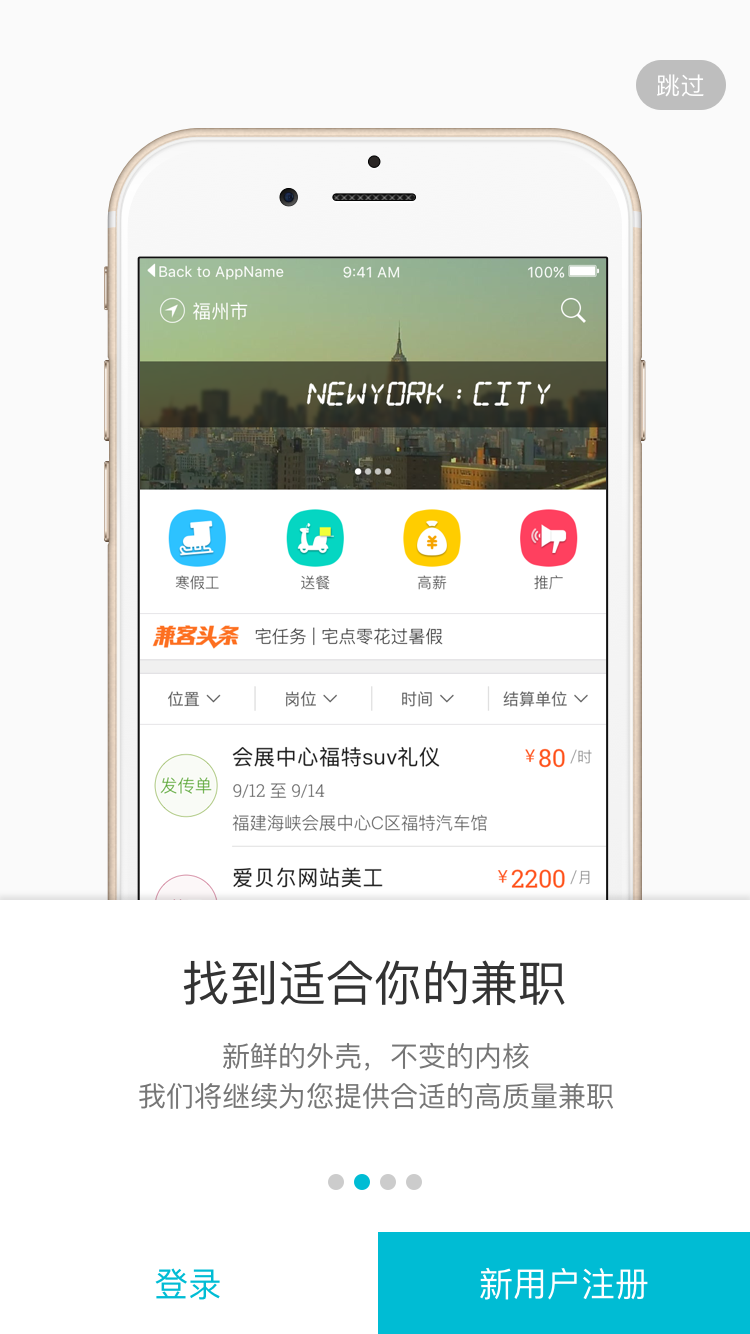 跳过
Back to AppName 9:41 AM 100%
福州市
NEWYORK : CITY
寒假工 送餐 高薪 推广
兼客头条 宅任务 | 宅点零花过暑假
位置 岗位 时间 结算单位
会展中心福特suv礼仪 ¥80 /时
发传单 9/12 至 9/14
福建海峡会展中心C区福特汽车馆
爱贝尔网站美工 ¥2200 /月
找到适合你的兼职
新鲜的外壳，不变的内核
我们将继续为您提供合适的高质量兼职
登录 新用户注册